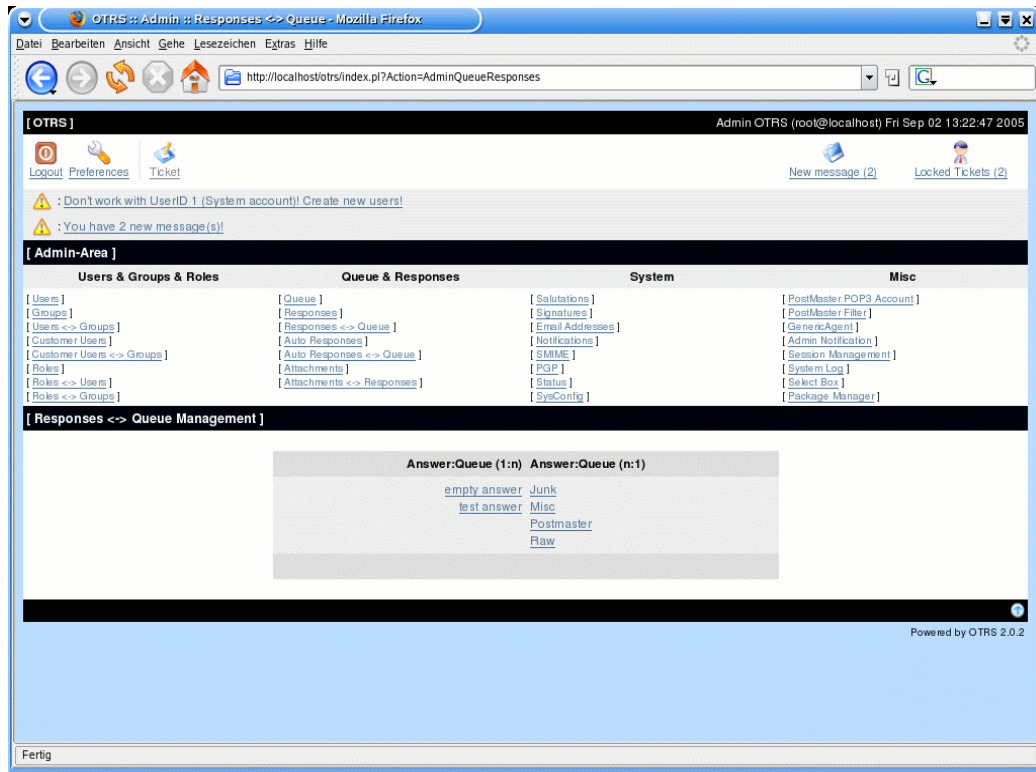 OTRS :: Admin :: Responses <-> Queue - Mozilla Firefox
Datei Bearbeiten Ansicht Gehe Lesezeichen Extras Hilfe
http://localhost/otrs/index.pl?Action=AdminQueueResponses
G
[ OTRS ] Admin OTRS (root@localhost) Fri Sep 02 13:22:47 2005
Logout Preferences Ticket New message (2) Locked Tickets (2)
: Don't work with UserID 1 (System account)! Create new users!
: You have 2 new message(s)!
[ Admin-Area ]
Users & Groups & Roles Queue & Responses System Misc
[ Users ] [ Queue ] [ Salutations ] [ PostMaster POP3 Account ]
[ Groups ] [ Responses ] [ Signatures ] [ PostMaster Filter ]
[ Users <-> Groups ] [ Responses <-> Queue ] [ Email Addresses ] [ GenericAgent ]
[ Customer Users ] [ Auto Responses ] [ Notifications ] [ Admin Notification ]
[ Customer Users <-> Groups ] [ Auto Responses <-> Queue ] [ SMIME ] [ Session Management ]
[ Roles ] [ Attachments ] [ PGP ] [ System Log ]
[ Roles <-> Users ] [ Attachments <-> Responses ] [ Status ] [ Select Box ]
[ Roles <-> Groups ] [ SysConfig ] [ Package Manager ]
[ Responses <-> Queue Management ]
Answer:Queue (1:n) Answer:Queue (n:1)
empty answer Junk
test answer Misc
Postmaster
Raw
Powered by OTRS 2.0.2
Fertig